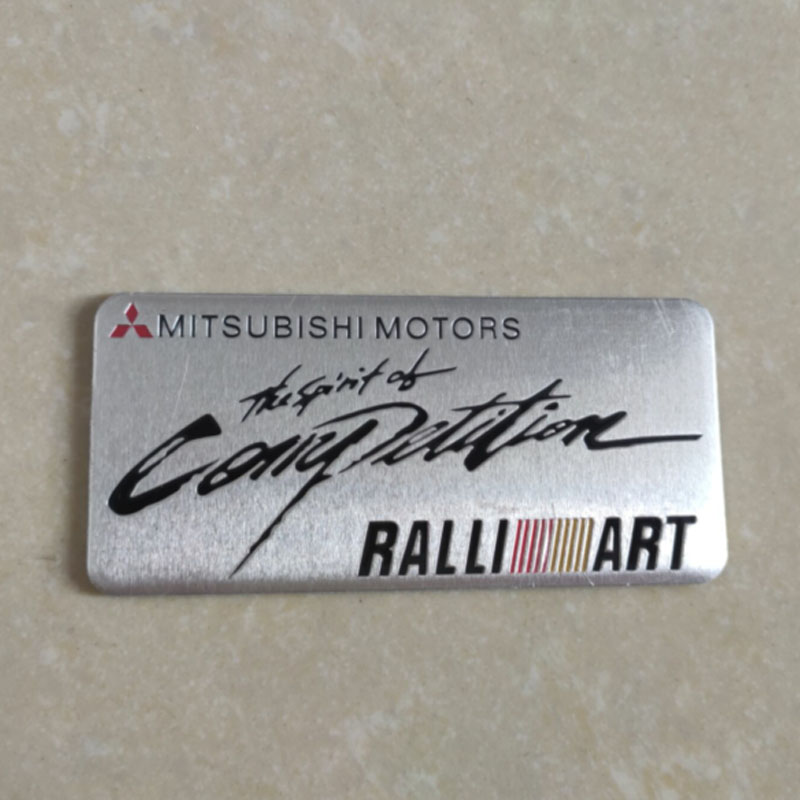 MITSUBISHI MOTORS
the Spirit of
Competition
RALLI ART